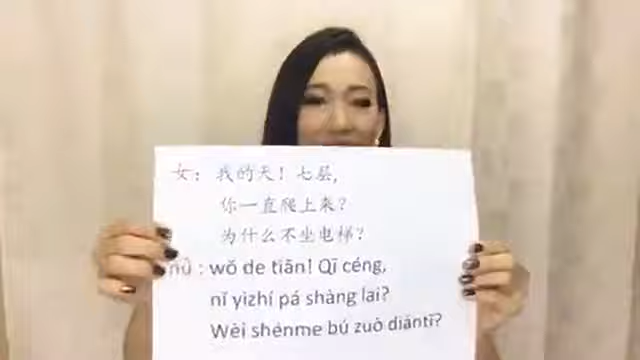 女：我的天！七层,
你一直爬上来？
为什么不坐电梯？
nǚ : wǒ de tiān! Qī céng,
nǐ yìzhí pá shàng lai?
Wèi shénme bú zuò diàntī?